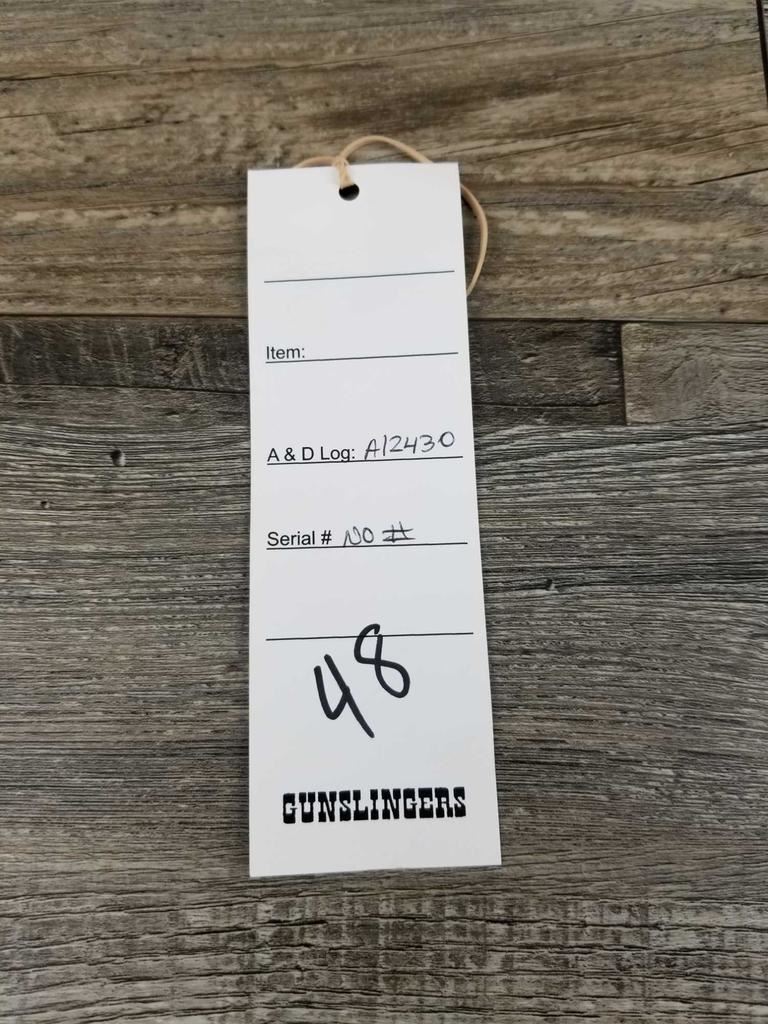 Item:
A & D Log: A12430
Serial # NO #
48
GUNSLINGERS